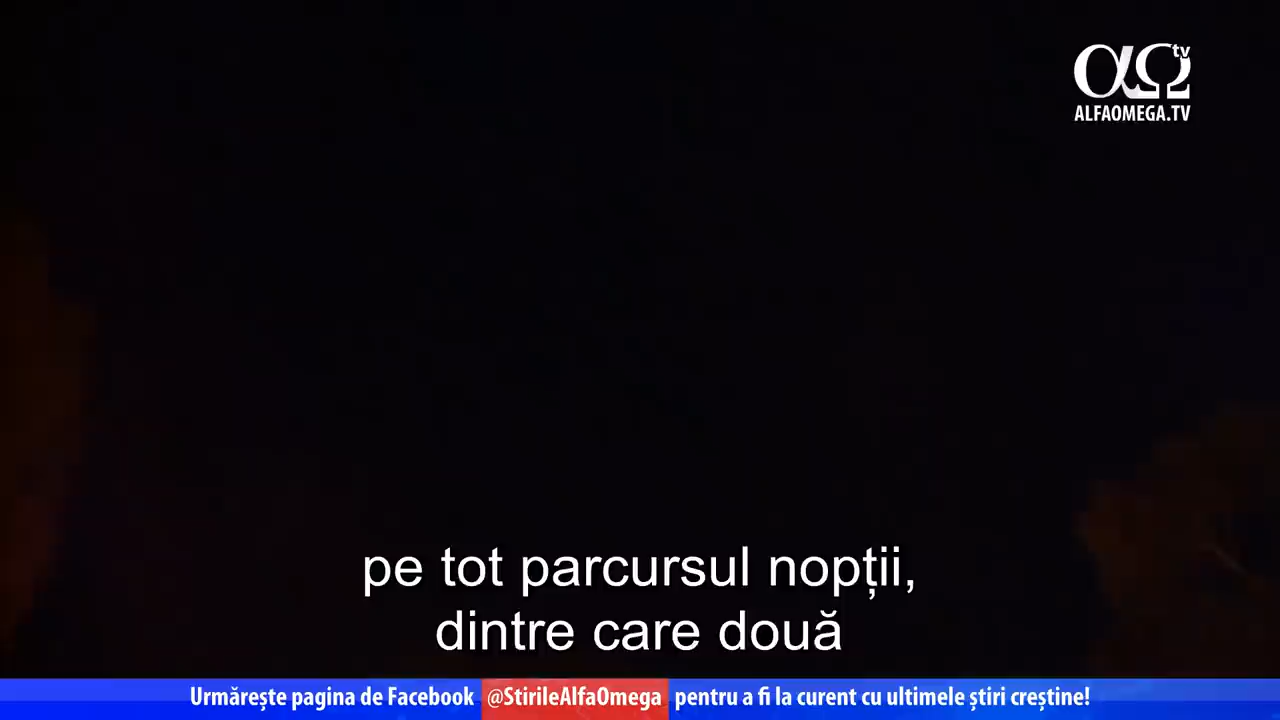 αΩ tv
ALFAOMEGA.TV
pe tot parcursul nopții,
dintre care două
Urmărește pagina de Facebook @StirileAlfaOmega pentru a fi la curent cu ultimele știri creștine!